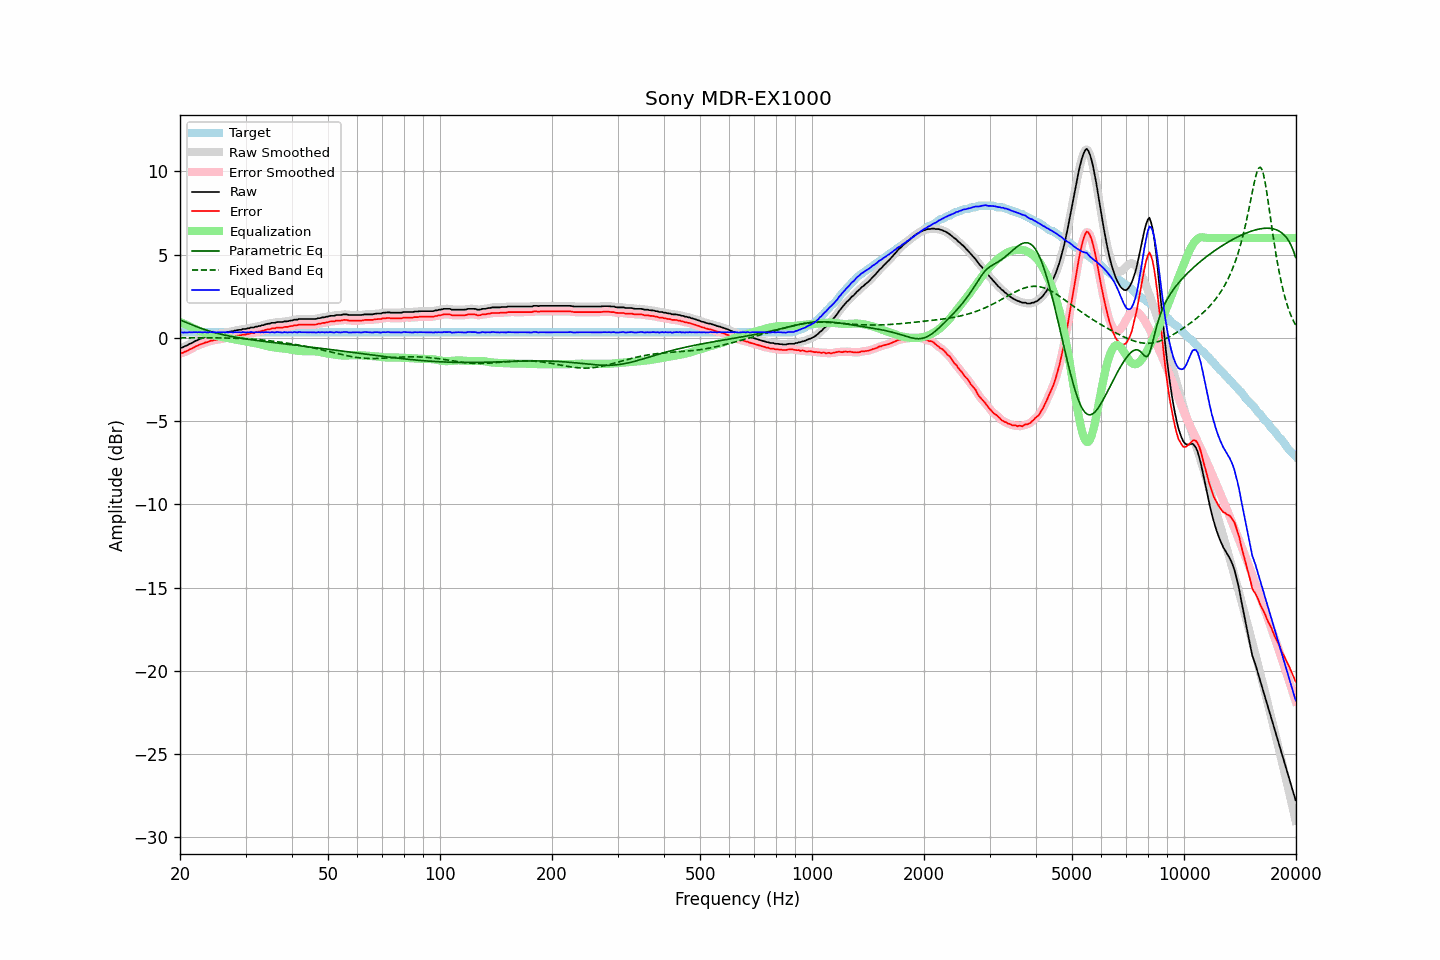 Sony MDR-EX1000
Target
Raw Smoothed
Error Smoothed
Raw
Error
Equalization
Parametric Eq
Fixed Band Eq
Equalized
Amplitude (dBr)
10
5
0
−5
−10
−15
−20
−25
−30
20 50 100 200 500 1000 2000 5000 10000 20000
Frequency (Hz)